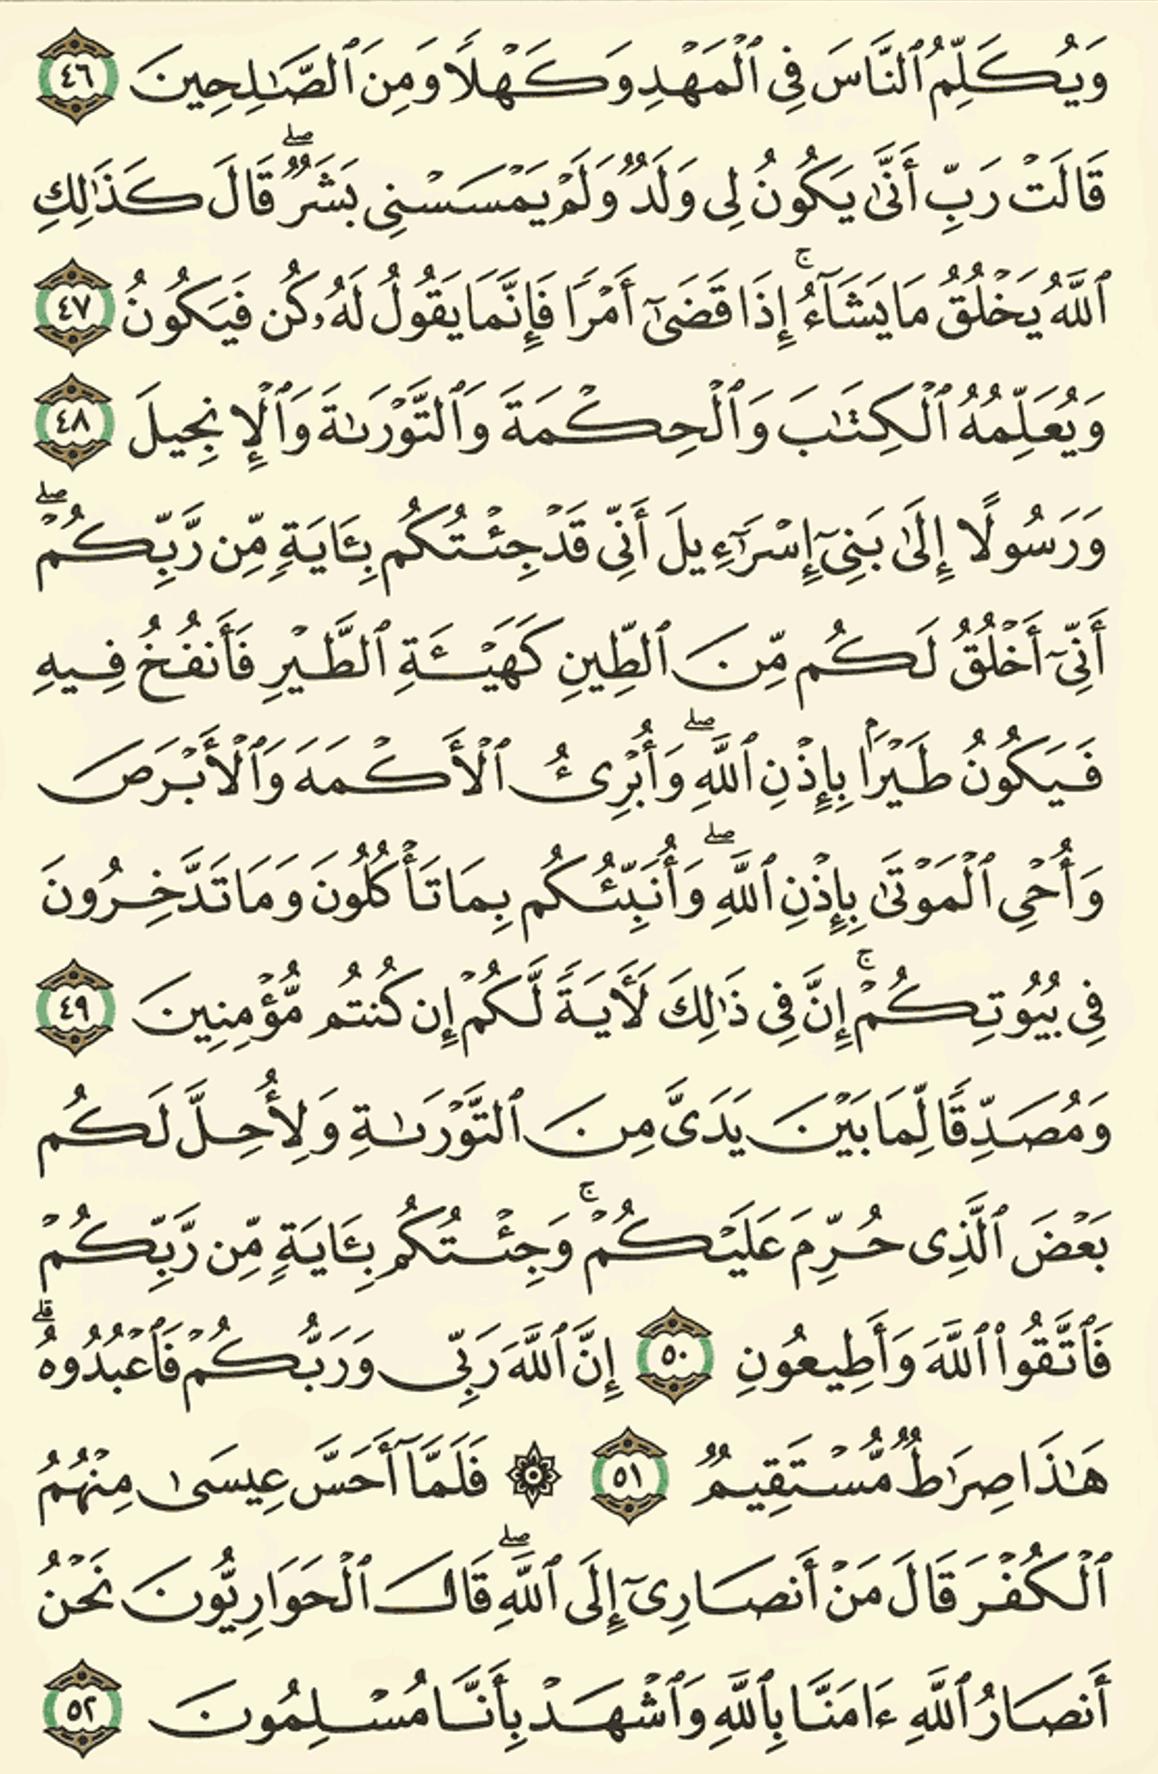 وَيُكَلِّمُ ٱلنَّاسَ فِى ٱلْمَهْدِ وَكَهْلًا وَمِنَ ٱلصَّٰلِحِينَ ٤٦
قَالَتْ رَبِّ أَنَّىٰ يَكُونُ لِى وَلَدٌ وَلَمْ يَمْسَسْنِى بَشَرٌ ۖ قَالَ كَذَٰلِكِ
ٱللَّهُ يَخْلُقُ مَا يَشَآءُ ۚ إِذَا قَضَىٰٓ أَمْرًا فَإِنَّمَا يَقُولُ لَهُۥ كُن فَيَكُونُ ٤٧
وَيُعَلِّمُهُ ٱلْكِتَٰبَ وَٱلْحِكْمَةَ وَٱلتَّوْرَىٰةَ وَٱلْإِنجِيلَ ٤٨
وَرَسُولًا إِلَىٰ بَنِىٓ إِسْرَٰٓءِيلَ أَنِّى قَدْ جِئْتُكُم بِـَٔايَةٍ مِّن رَّبِّكُمْ ۖ
أَنِّىٓ أَخْلُقُ لَكُم مِّنَ ٱلطِّينِ كَهَيْـَٔةِ ٱلطَّيْرِ فَأَنفُخُ فِيهِ
فَيَكُونُ طَيْرًۢا بِإِذْنِ ٱللَّهِ ۖ وَأُبْرِئُ ٱلْأَكْمَهَ وَٱلْأَبْرَصَ
وَأُحْىِ ٱلْمَوْتَىٰ بِإِذْنِ ٱللَّهِ ۖ وَأُنَبِّئُكُم بِمَا تَأْكُلُونَ وَمَا تَدَّخِرُونَ
فِى بُيُوتِكُمْ ۚ إِنَّ فِى ذَٰلِكَ لَـَٔايَةً لَّكُمْ إِن كُنتُم مُّؤْمِنِينَ ٤٩
وَمُصَدِّقًا لِّمَا بَيْنَ يَدَىَّ مِنَ ٱلتَّوْرَىٰةِ وَلِأُحِلَّ لَكُم
بَعْضَ ٱلَّذِى حُرِّمَ عَلَيْكُمْ ۚ وَجِئْتُكُم بِـَٔايَةٍ مِّن رَّبِّكُمْ
فَٱتَّقُوا۟ ٱللَّهَ وَأَطِيعُونِ ٥٠ إِنَّ ٱللَّهَ رَبِّى وَرَبُّكُمْ فَٱعْبُدُوهُ ۗ
هَٰذَا صِرَٰطٌ مُّسْتَقِيمٌ ٥١ ۞ فَلَمَّآ أَحَسَّ عِيسَىٰ مِنْهُمُ
ٱلْكُفْرَ قَالَ مَنْ أَنصَارِىٓ إِلَى ٱللَّهِ ۖ قَالَ ٱلْحَوَارِيُّونَ نَحْنُ
أَنصَارُ ٱللَّهِ ءَامَنَّا بِٱللَّهِ وَٱشْهَدْ بِأَنَّا مُسْلِمُونَ ٥٢